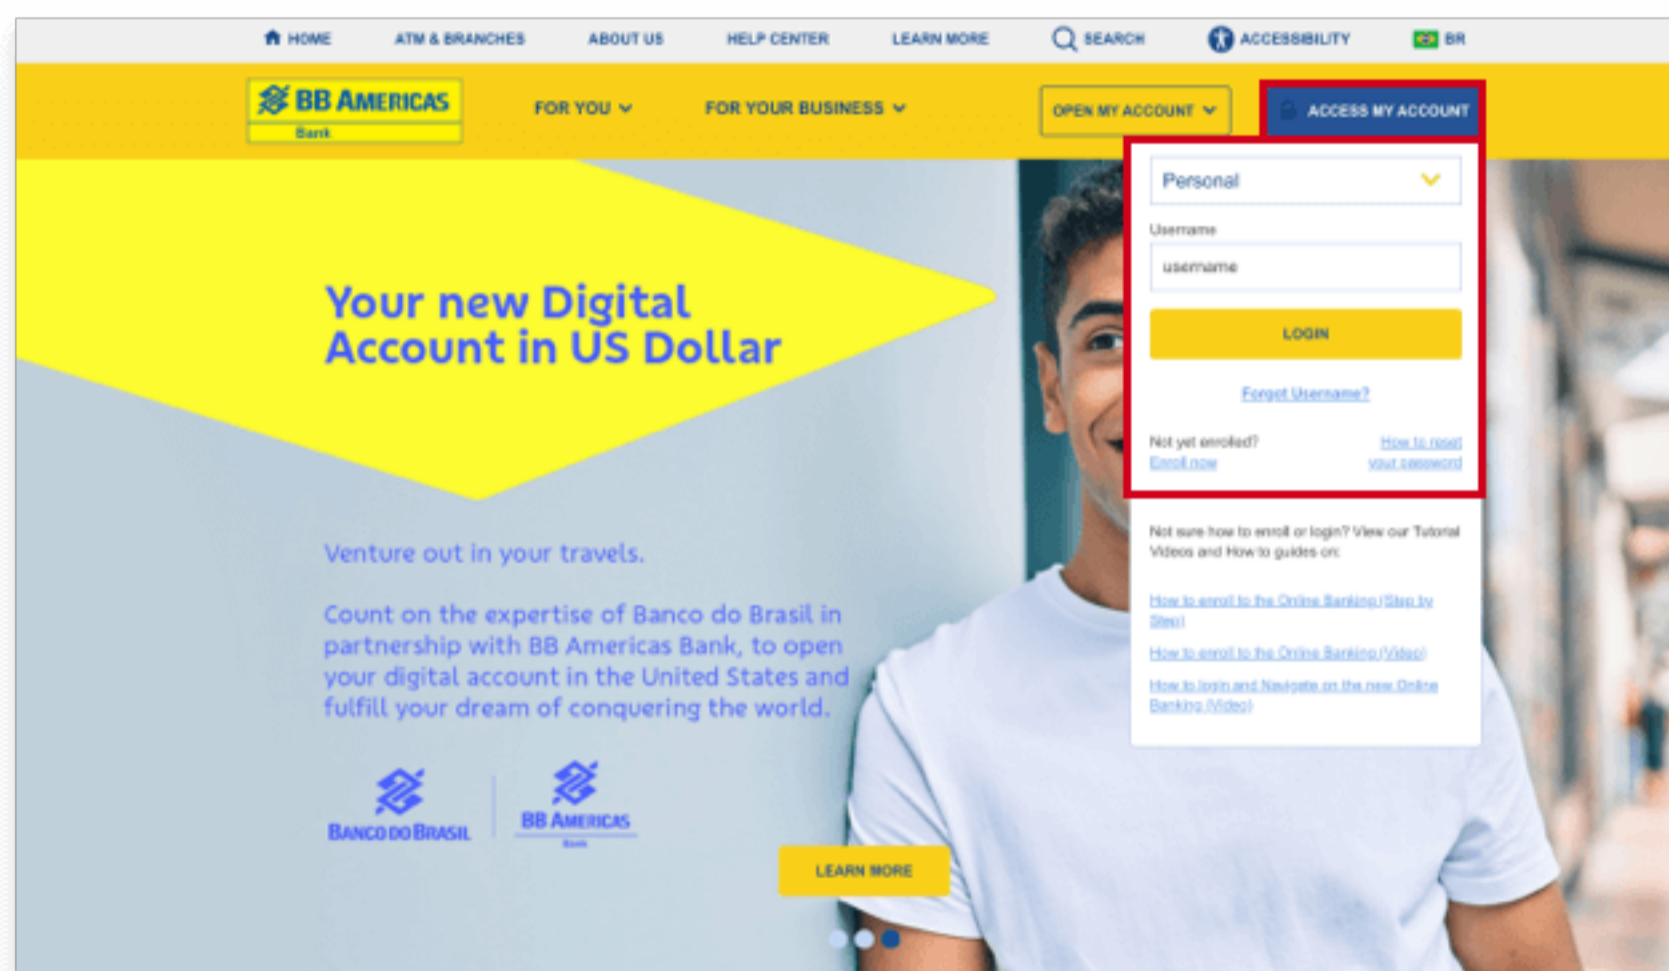 HOME ATM & BRANCHES ABOUT US HELP CENTER LEARN MORE SEARCH ACCESSIBILITY BR
BB AMERICAS
Bank
FOR YOU FOR YOUR BUSINESS OPEN MY ACCOUNT ACCESS MY ACCOUNT
Personal
Username
username
LOGIN
Forgot Username?
Not yet enrolled?
Enroll now
How to reset
your password
Not sure how to enroll or login? View our Tutorial
Videos and How to guides on:
How to enroll to the Online Banking (Step by
Step)
How to enroll to the Online Banking (Video)
How to login and Navigate on the new Online
Banking (Video)
Your new Digital
Account in US Dollar
Venture out in your travels.
Count on the expertise of Banco do Brasil in
partnership with BB Americas Bank, to open
your digital account in the United States and
fulfill your dream of conquering the world.
BANCO DO BRASIL
BB AMERICAS
Bank
LEARN MORE